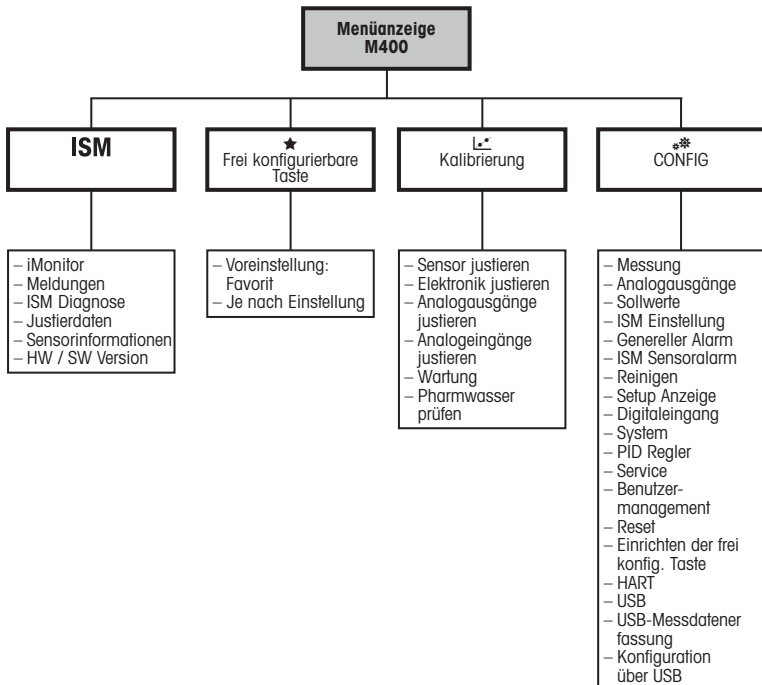 Menüanzeige
M400
ISM
Frei konfigurierbare
Taste
Kalibrierung
CONFIG
– iMonitor
– Meldungen
– ISM Diagnose
– Justierdaten
– Sensorinformationen
– HW / SW Version
– Voreinstellung:
Favorit
– Je nach Einstellung
– Sensor justieren
– Elektronik justieren
– Analogausgänge
justieren
– Analogeingänge
justieren
– Wartung
– Pharmwasser
prüfen
– Messung
– Analogausgänge
– Sollwerte
– ISM Einstellung
– Genereller Alarm
– ISM Sensoralarm
– Reinigen
– Setup Anzeige
– Digitaleingang
– System
– PID Regler
– Service
– Benutzer-
management
– Reset
– Einrichten der frei
konfig. Taste
– HART
– USB
– USB-Messdatener
fassung
– Konfiguration
über USB